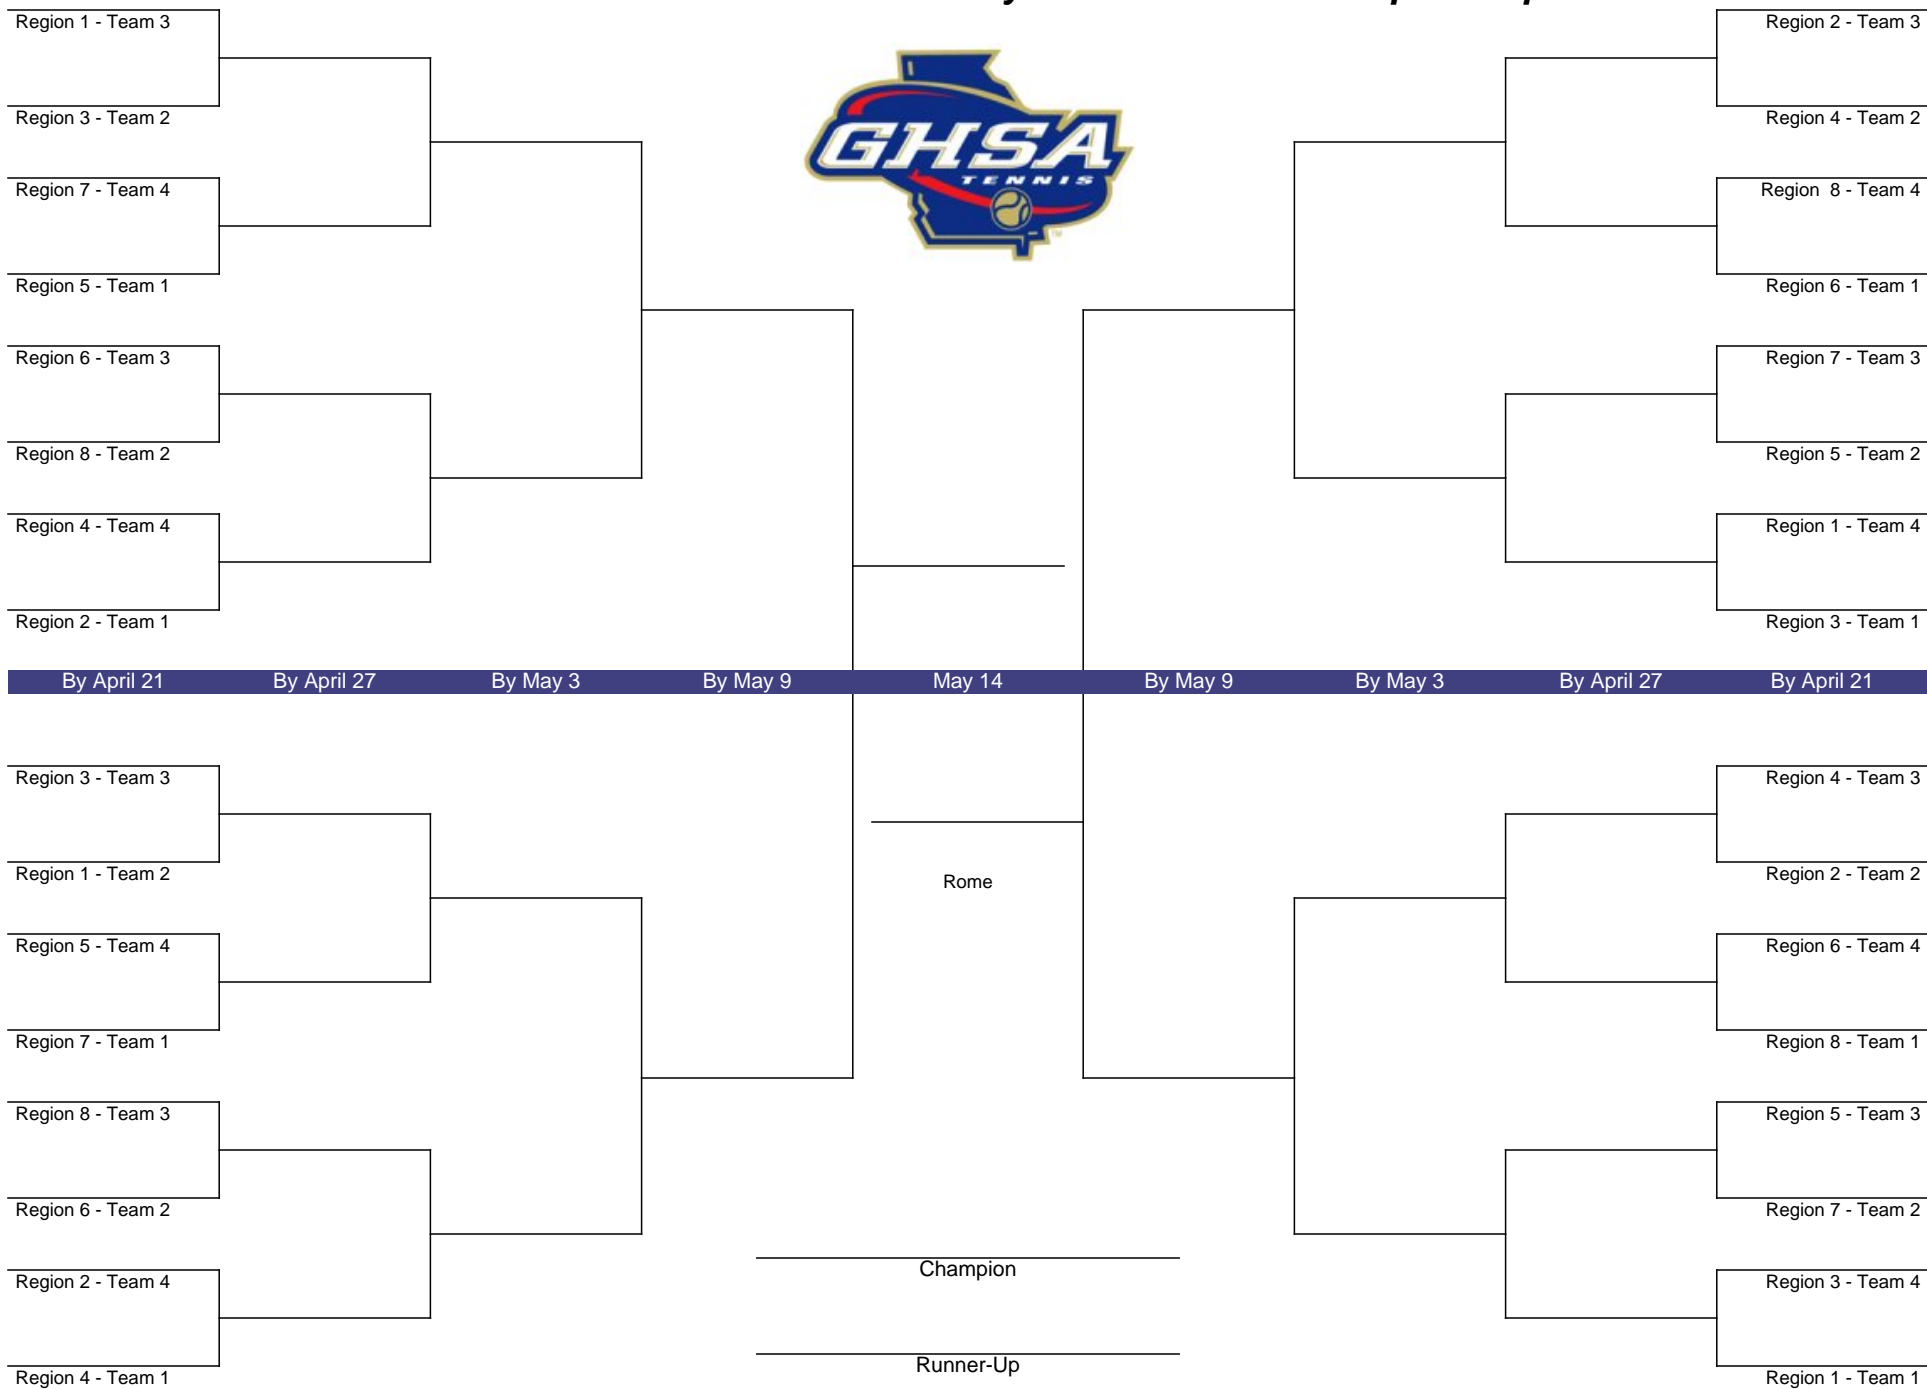 Region 1 - Team 3
Region 3 - Team 2
Region 7 - Team 4
Region 5 - Team 1
Region 6 - Team 3
Region 8 - Team 2
Region 4 - Team 4
Region 2 - Team 1
GHSA
TENNIS
TM
Region 2 - Team 3
Region 4 - Team 2
Region 8 - Team 4
Region 6 - Team 1
Region 7 - Team 3
Region 5 - Team 2
Region 1 - Team 4
Region 3 - Team 1
By April 21 By April 27 By May 3 By May 9 May 14 By May 9 By May 3 By April 27 By April 21
Region 3 - Team 3
Region 1 - Team 2
Region 5 - Team 4
Region 7 - Team 1
Region 8 - Team 3
Region 6 - Team 2
Region 2 - Team 4
Region 4 - Team 1
Rome
Champion
Runner-Up
Region 4 - Team 3
Region 2 - Team 2
Region 6 - Team 4
Region 8 - Team 1
Region 5 - Team 3
Region 7 - Team 2
Region 3 - Team 4
Region 1 - Team 1